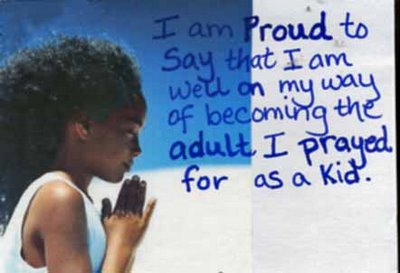 I am Proud to
Say that I am
well on my way
of becoming the
adult I prayed
for as a Kid.